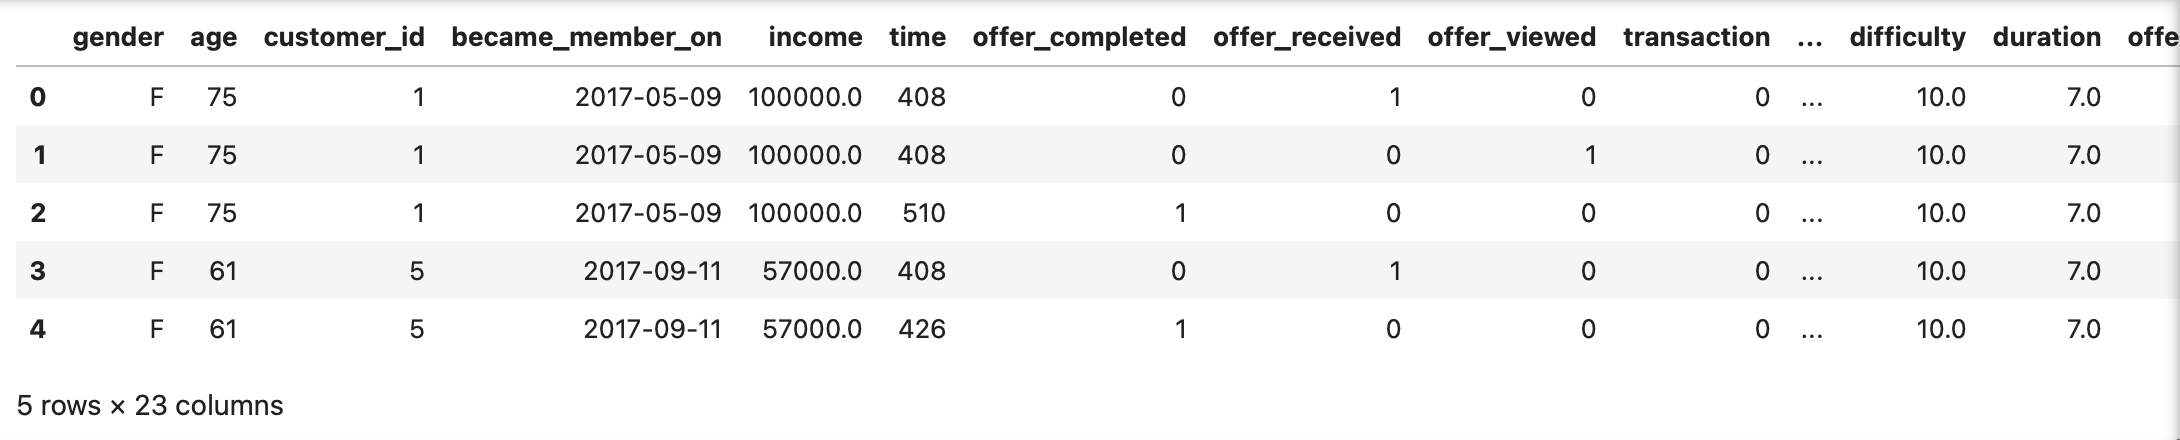 gender age customer_id became_member_on income time offer_completed offer_received offer_viewed transaction ... difficulty duration offe
0 F 75 1 2017-05-09 100000.0 408 0 1 0 0 ... 10.0 7.0
1 F 75 1 2017-05-09 100000.0 408 0 0 1 0 ... 10.0 7.0
2 F 75 1 2017-05-09 100000.0 510 1 0 0 0 ... 10.0 7.0
3 F 61 5 2017-09-11 57000.0 408 0 1 0 0 ... 10.0 7.0
4 F 61 5 2017-09-11 57000.0 426 1 0 0 0 ... 10.0 7.0
5 rows × 23 columns